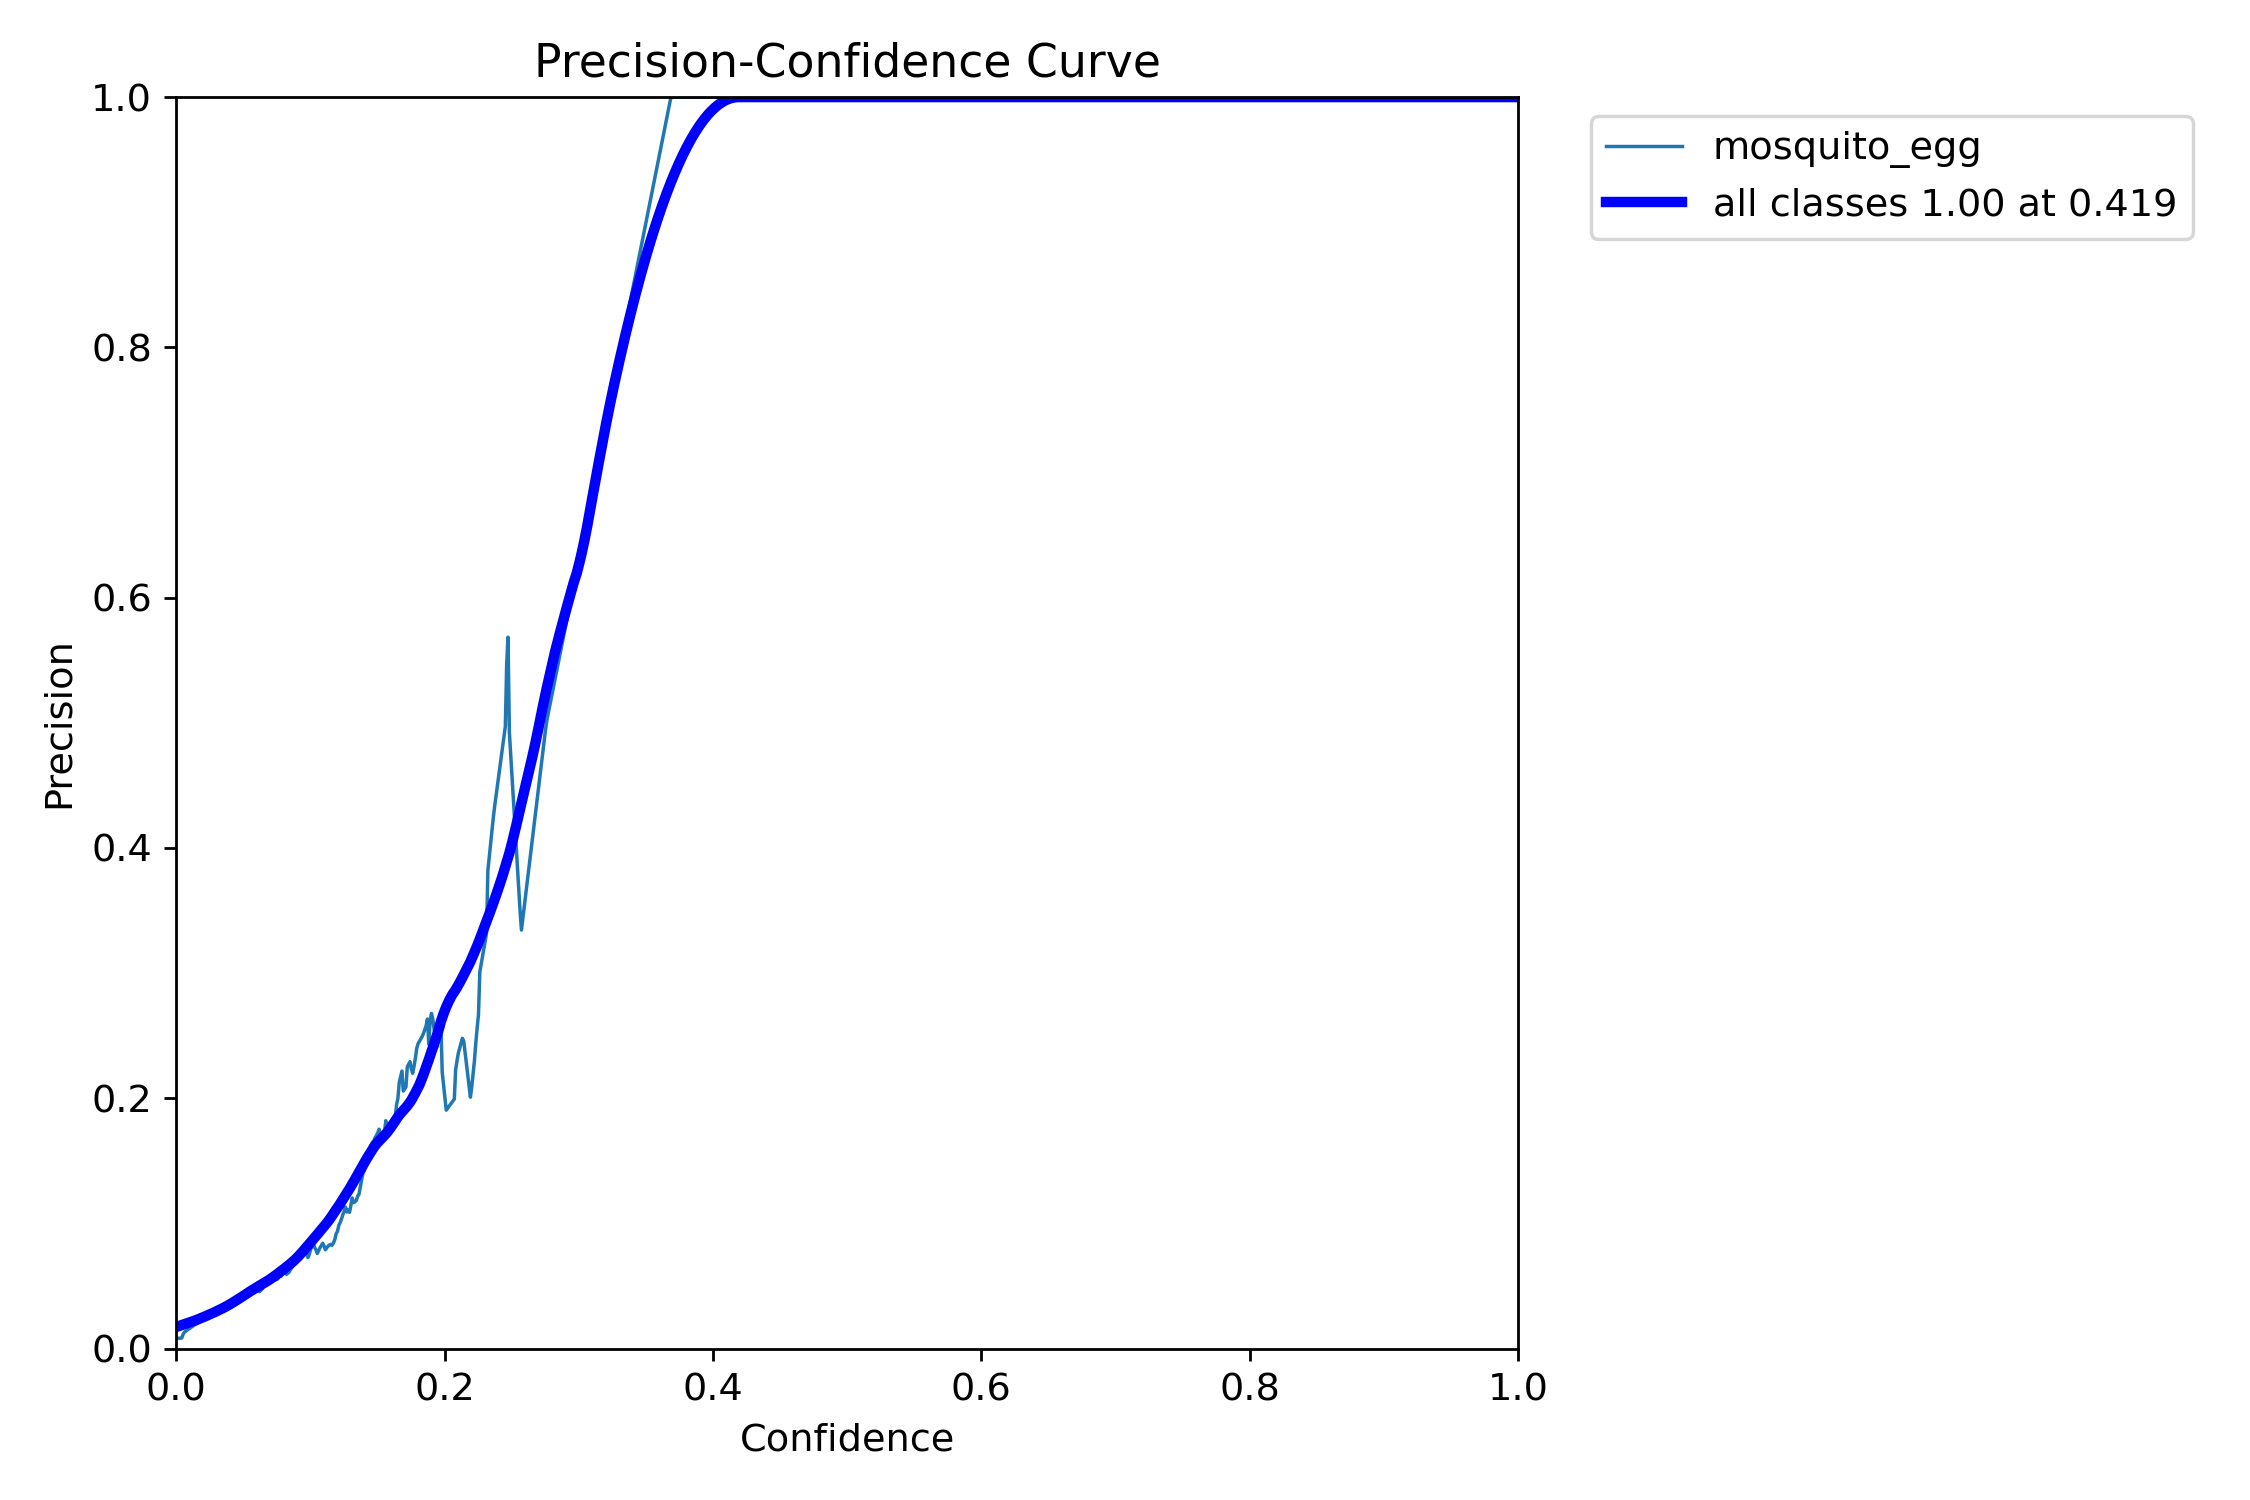 Precision-Confidence Curve
1.0
0.8
0.6
0.4
0.2
0.0
Precision
0.0 0.2 0.4 0.6 0.8 1.0
Confidence
mosquito_egg
all classes 1.00 at 0.419